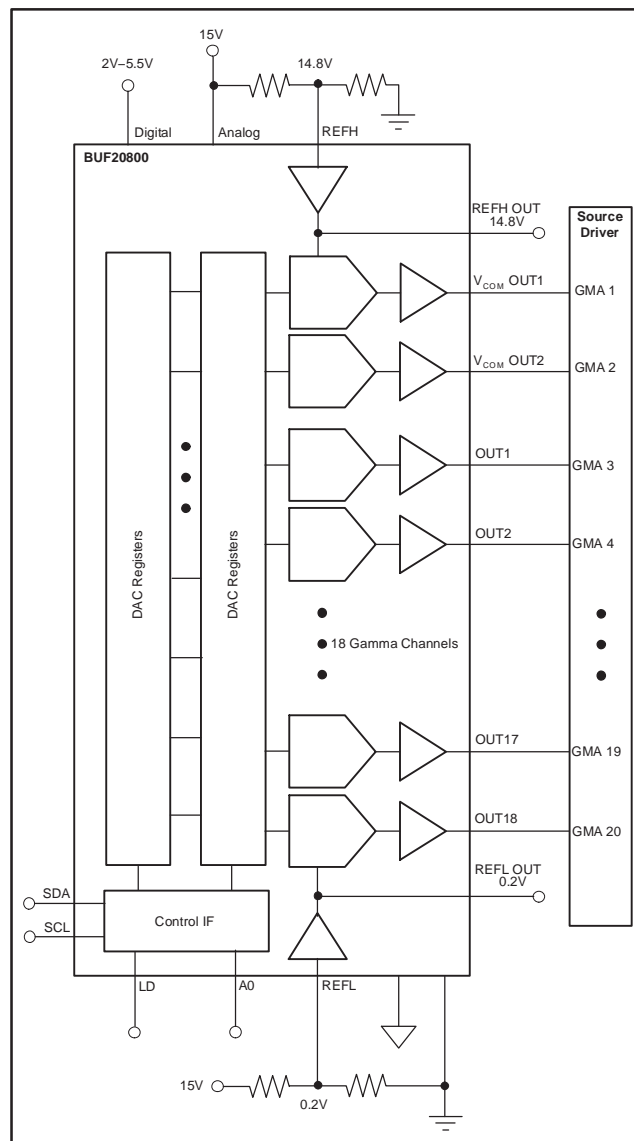 15V
2V–5.5V
14.8V
Digital
Analog
REFH
BUF20800
REFH OUT
14.8V
Source
Driver
VCOM OUT1
GMA 1
VCOM OUT2
GMA 2
OUT1
GMA 3
OUT2
GMA 4
DAC Registers
DAC Registers
18 Gamma Channels
OUT17
GMA 19
OUT18
GMA 20
REFL OUT
0.2V
SDA
SCL
Control IF
LD
A0
REFL
15V
0.2V